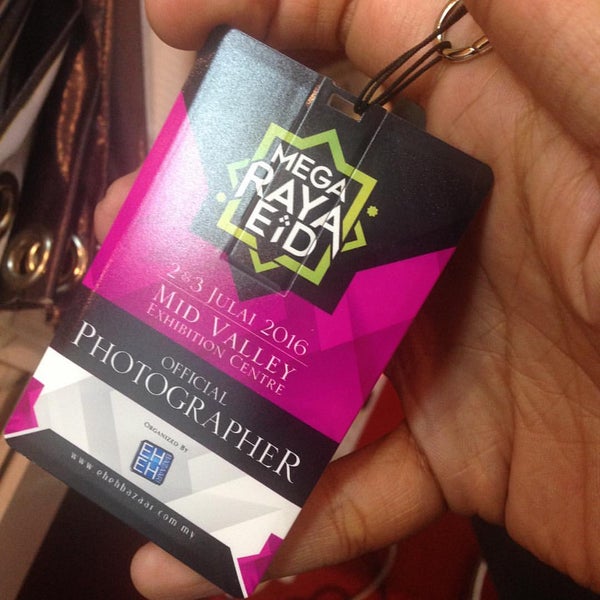 MEGA
RAYA
EiD
2 & 3 JULAI 2016
MID VALLEY
EXHIBITION CENTRE
OFFICIAL
PHOTOGRAPHER
ORGANIZED BY
EH
EH
BAZAAR
www.ehehbazaar.com.my